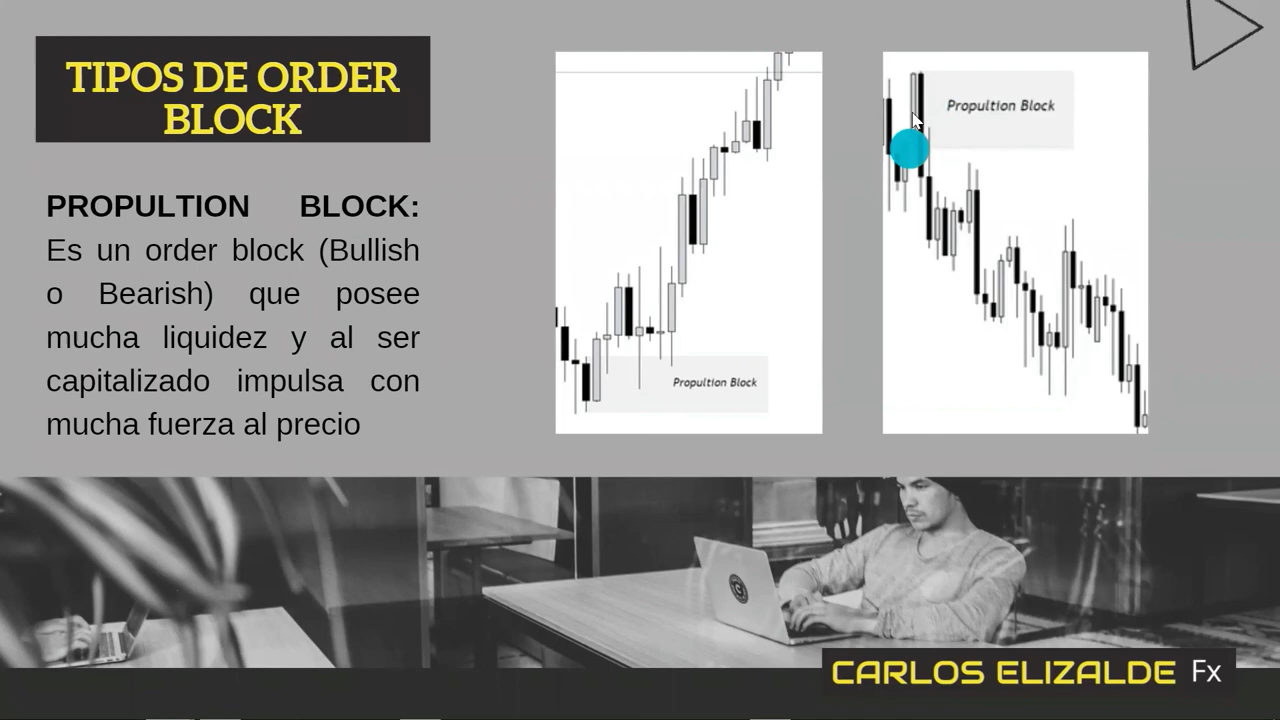 TIPOS DE ORDER
BLOCK
PROPULTION BLOCK:
Es un order block (Bullish
o Bearish) que posee
mucha liquidez y al ser
capitalizado impulsa con
mucha fuerza al precio
Propultion Block
Propultion Block
CARLOS ELIZALDE Fx